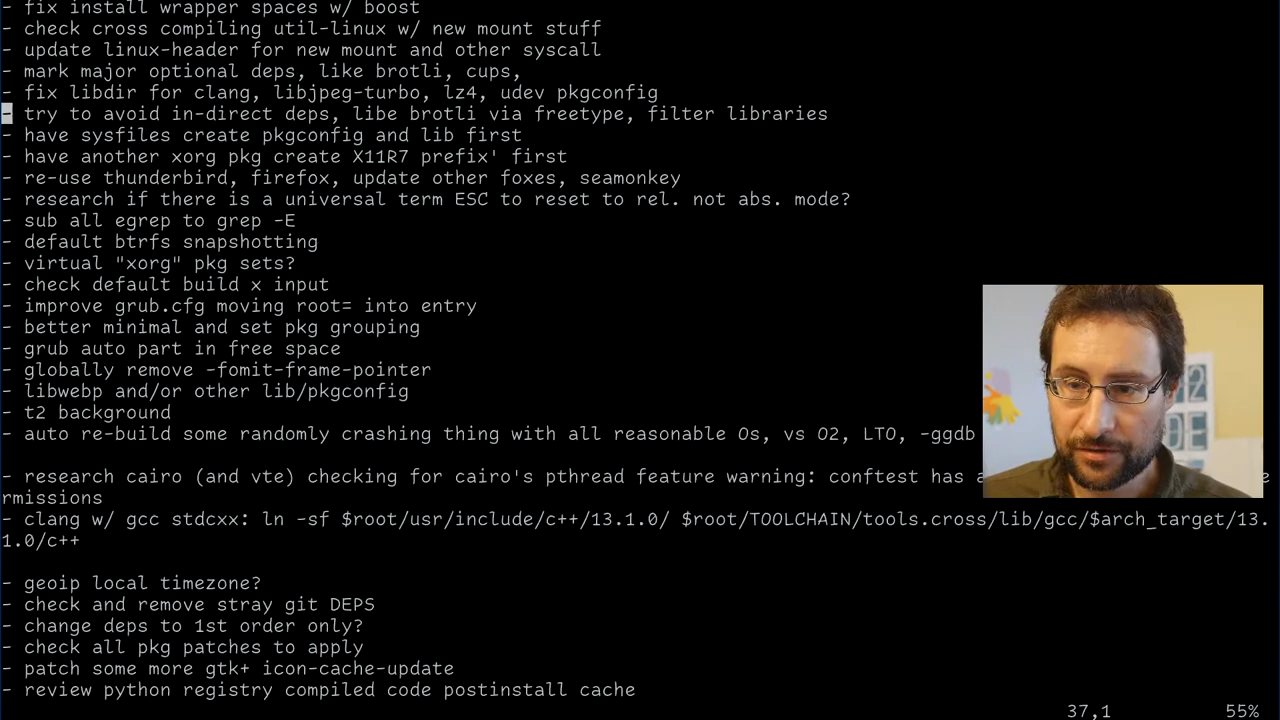 - fix install wrapper spaces w/ boost
- check cross compiling util-linux w/ new mount stuff
- update linux-header for new mount and other syscall
- mark major optional deps, like brotli, cups,
- fix libdir for clang, libjpeg-turbo, lz4, udev pkgconfig
- try to avoid in-direct deps, libe brotli via freetype, filter libraries
- have sysfiles create pkgconfig and lib first
- have another xorg pkg create X11R7 prefix' first
- re-use thunderbird, firefox, update other foxes, seamonkey
- research if there is a universal term ESC to reset to rel. not abs. mode?
- sub all egrep to grep -E
- default btrfs snapshotting
- virtual "xorg" pkg sets?
- check default build x input
- improve grub.cfg moving root= into entry
- better minimal and set pkg grouping
- grub auto part in free space
- globally remove -fomit-frame-pointer
- libwebp and/or other lib/pkgconfig
- t2 background
- auto re-build some randomly crashing thing with all reasonable Os, vs O2, LTO, -ggdb
- research cairo (and vte) checking for cairo's pthread feature warning: conftest has
rmissions
- clang w/ gcc stdcxx: ln -sf $root/usr/include/c++/13.1.0/ $root/TOOLCHAIN/tools.cross/lib/gcc/$arch_target/13.
1.0/c++
- geoip local timezone?
- check and remove stray git DEPS
- change deps to 1st order only?
- check all pkg patches to apply
- patch some more gtk+ icon-cache-update
- review python registry compiled code postinstall cache
37,1 55%